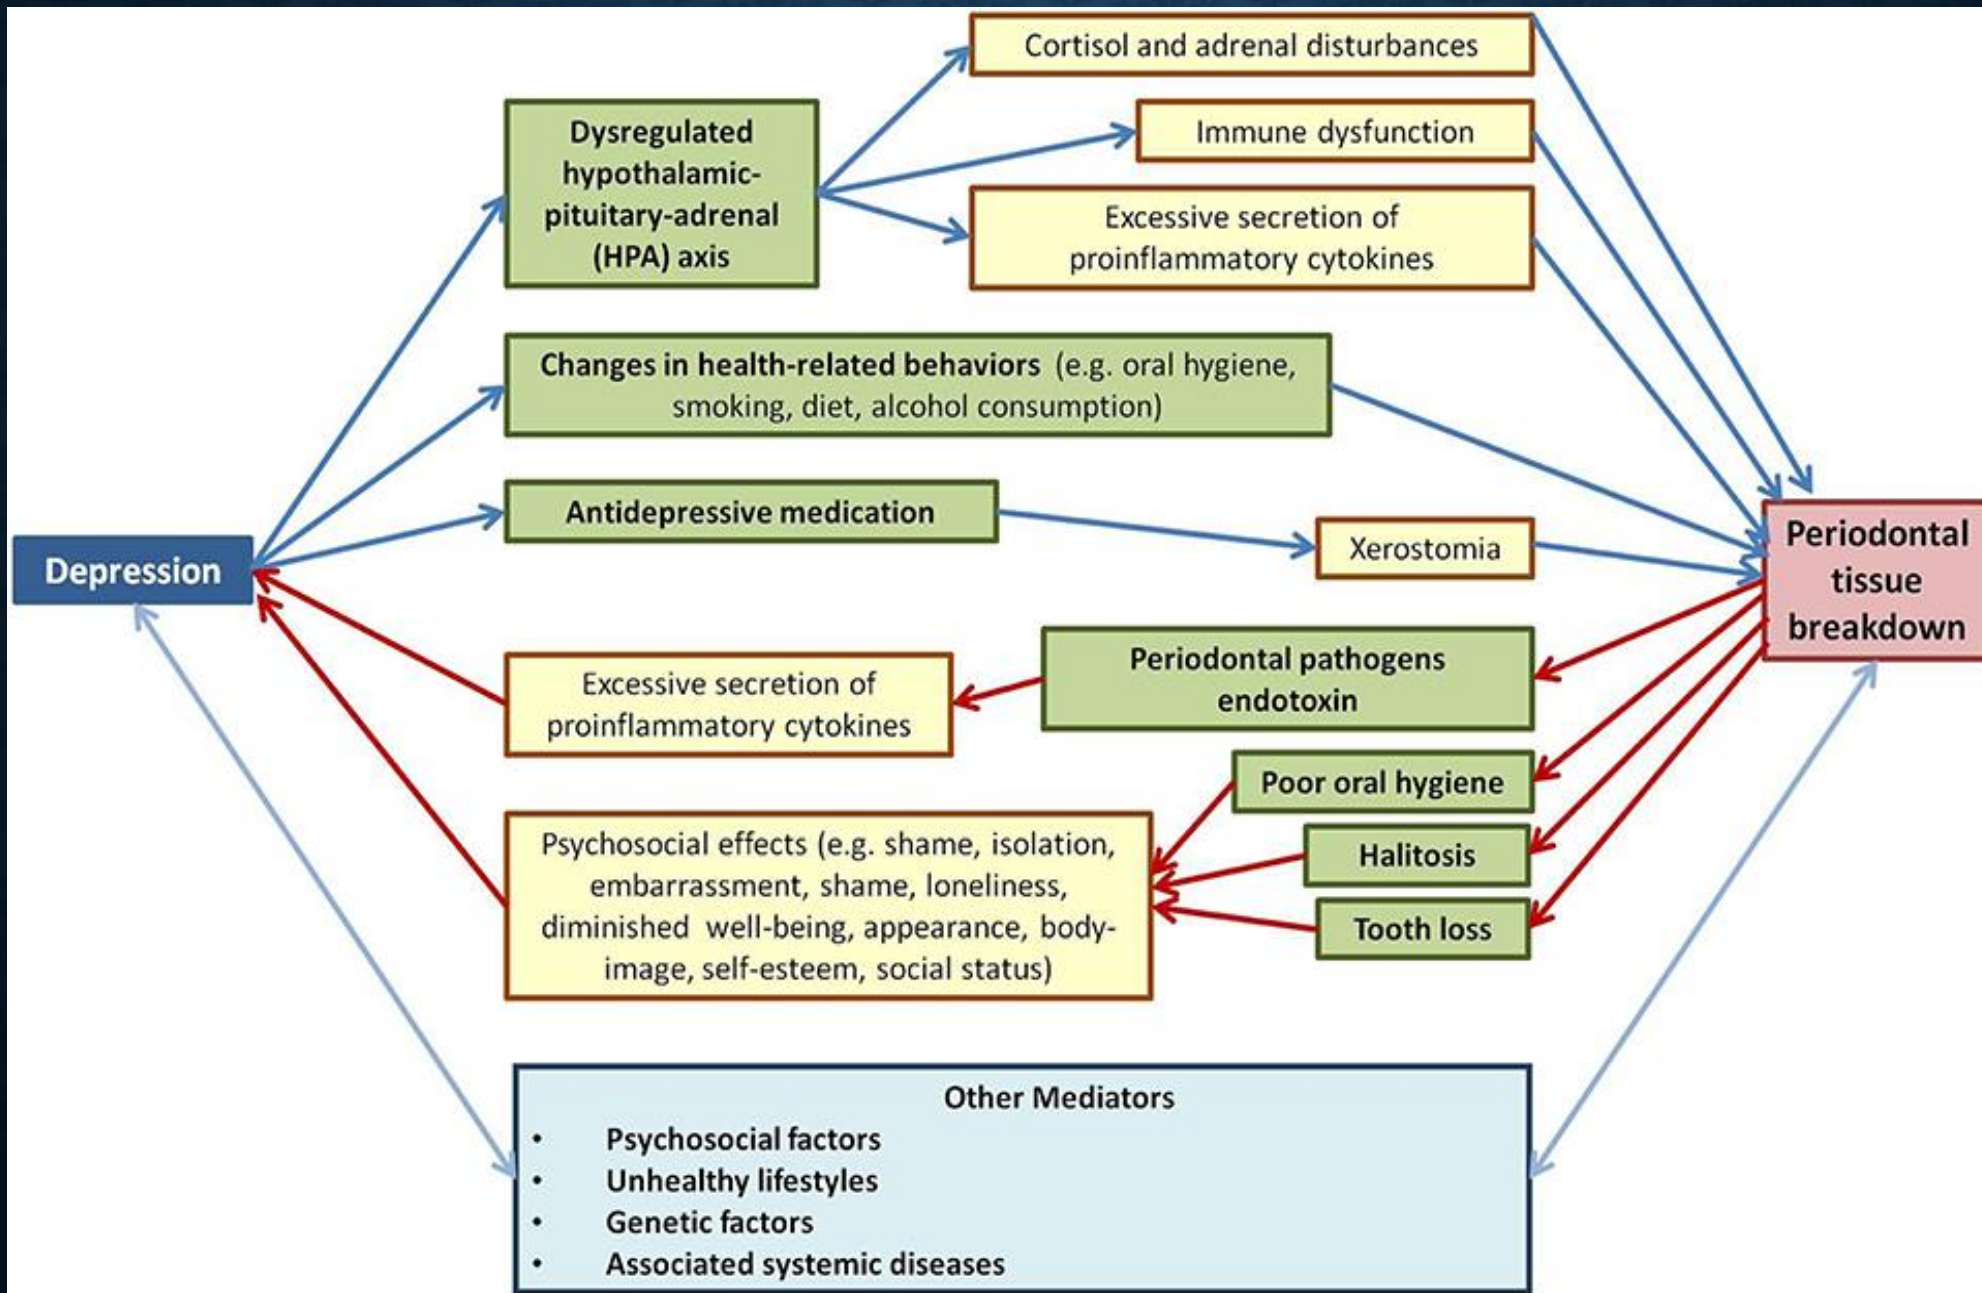 Cortisol and adrenal disturbances
Dysregulated
hypothalamic-
pituitary-adrenal
(HPA) axis
Immune dysfunction
Excessive secretion of
proinflammatory cytokines
Changes in health-related behaviors (e.g. oral hygiene,
smoking, diet, alcohol consumption)
Antidepressive medication
Xerostomia
Depression
Periodontal
tissue
breakdown
Periodontal pathogens
endotoxin
Excessive secretion of
proinflammatory cytokines
Poor oral hygiene
Halitosis
Tooth loss
Psychosocial effects (e.g. shame, isolation,
embarrassment, shame, loneliness,
diminished well-being, appearance, body-
image, self-esteem, social status)
Other Mediators
• Psychosocial factors
• Unhealthy lifestyles
• Genetic factors
• Associated systemic diseases